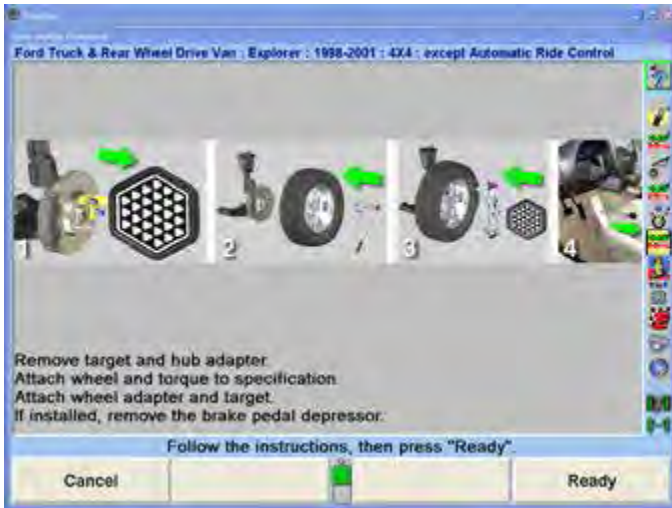 Ford Truck & Rear Wheel Drive Van : Explorer : 1998-2001 : 4X4 : except Automatic Ride Control
1
2
3
4
Remove target and hub adapter.
Attach wheel and torque to specification.
Attach wheel adapter and target.
If installed, remove the brake pedal depressor.
Follow the instructions, then press "Ready".
Cancel
Ready